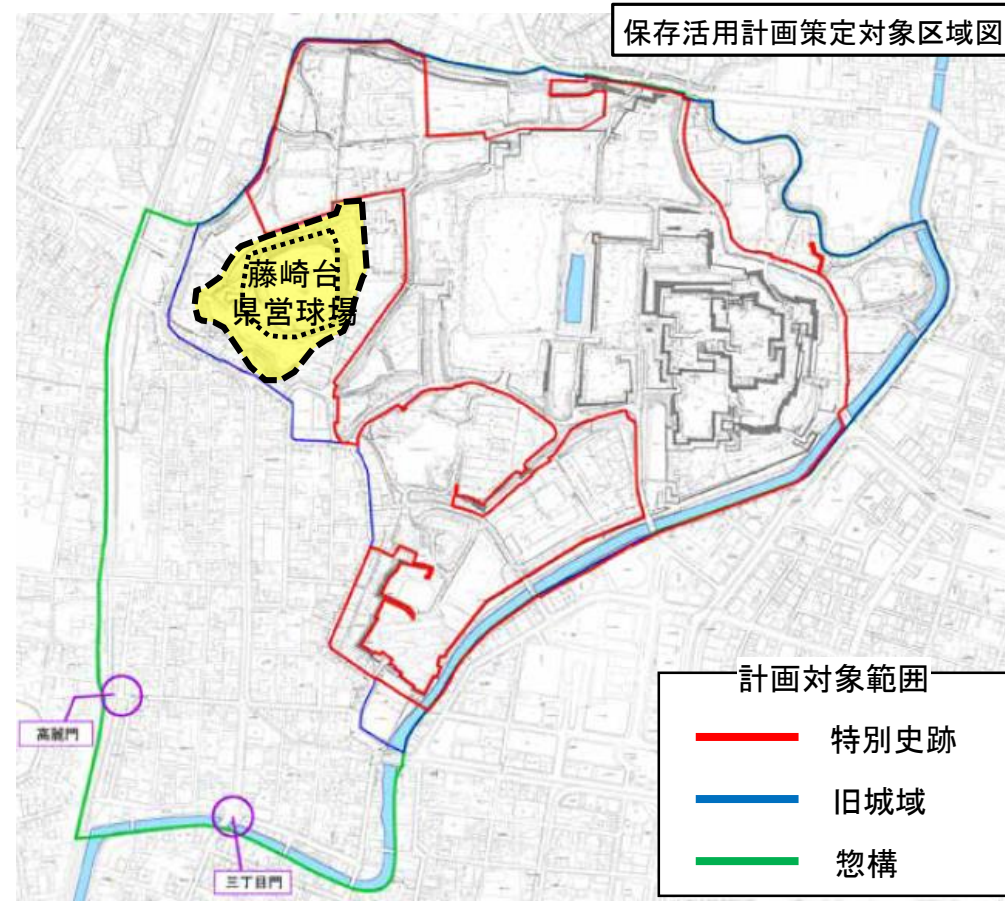 保存活用計画策定対象区域図
藤崎台
県営球場
高麗門
三丁目門
計画対象範囲
特別史跡
旧城域
惣構